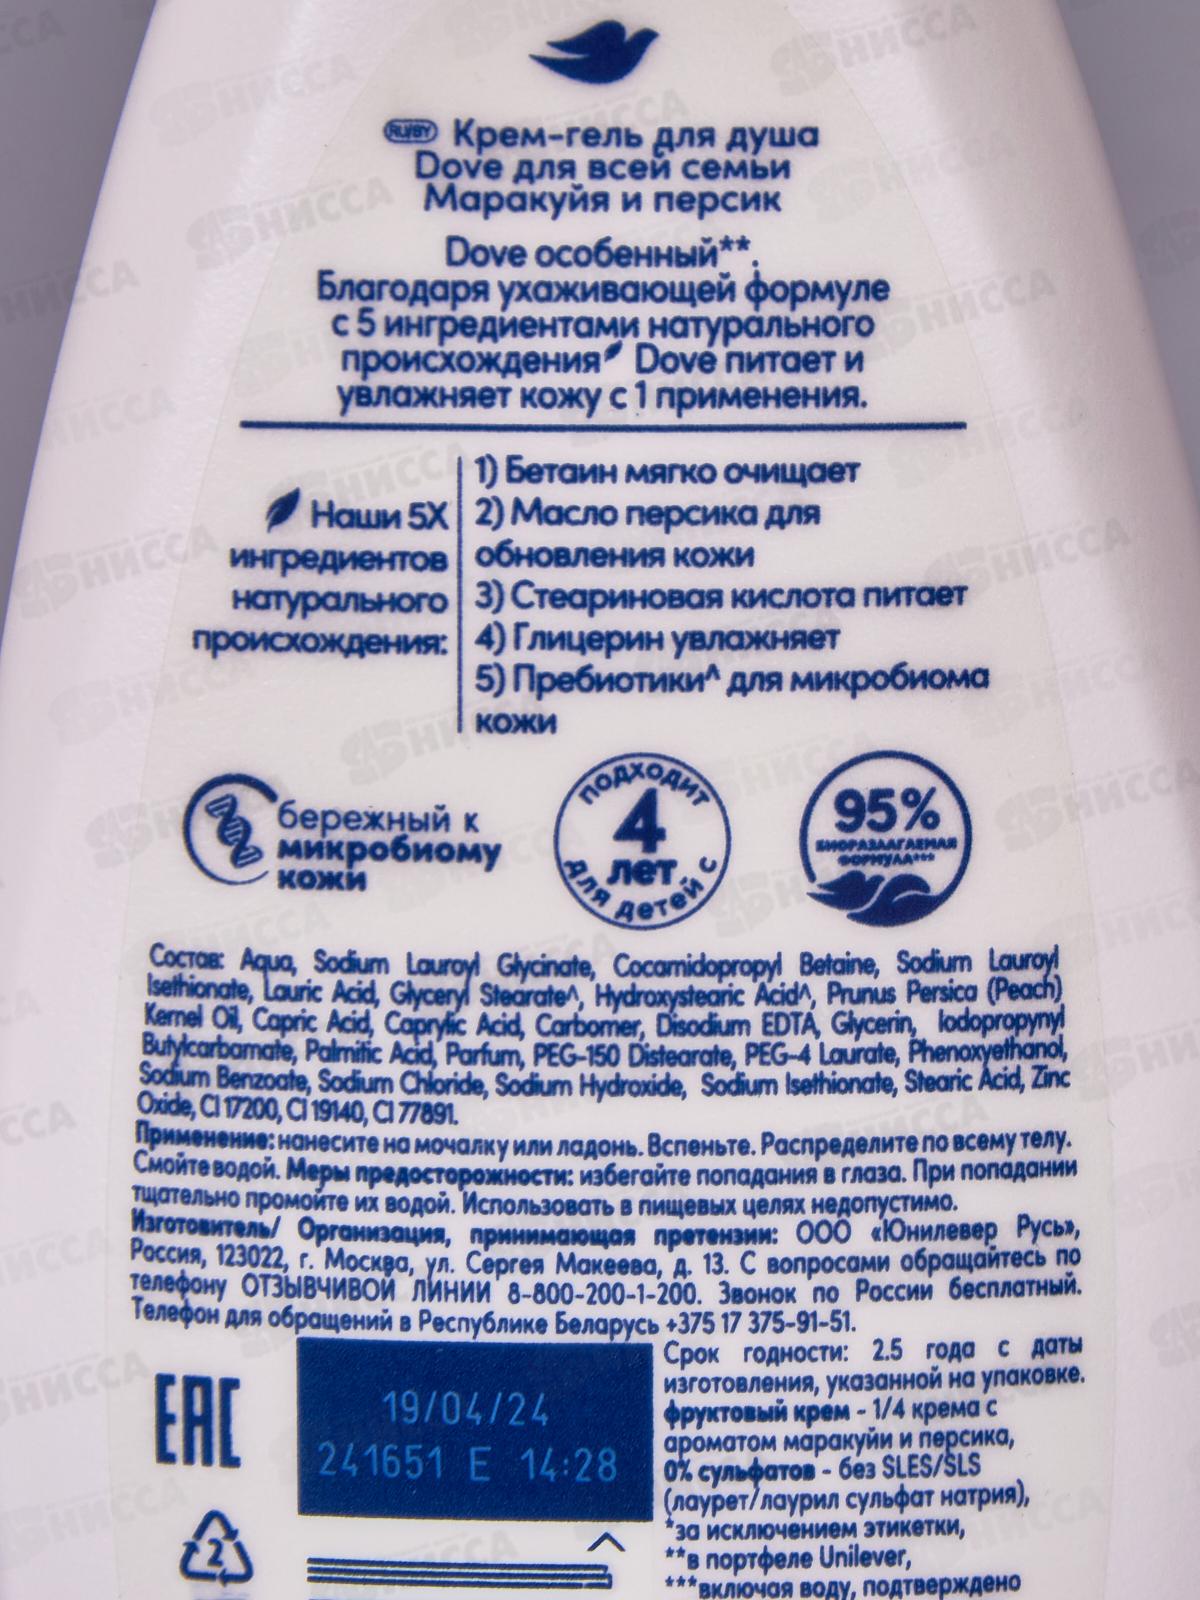 RU/BY Крем-гель для душа
Dove для всей семьи
Маракуйя и персик
Dove особенный**.
Благодаря ухаживающей формуле
с 5 ингредиентами натурального
происхождения Dove питает и
увлажняет кожу с 1 применения.
Наши 5X
ингредиентов
натурального
происхождения:
1) Бетаин мягко очищает
2) Масло персика для
обновления кожи
3) Стеариновая кислота питает
4) Глицерин увлажняет
5) Пребиотики^ для микробиома
кожи
бережный к
микробиому
кожи
подходит
4
лет
для детей с
95%
биоразлагаемая
формула***
Состав: Aqua, Sodium Lauroyl Glycinate, Cocamidopropyl Betaine, Sodium Lauroyl
Isethionate, Lauric Acid, Glyceryl Stearate^, Hydroxystearic Acid^, Prunus Persica (Peach)
Kernel Oil, Capric Acid, Caprylic Acid, Carbomer, Disodium EDTA, Glycerin, Iodopropynyl
Butylcarbamate, Palmitic Acid, Parfum, PEG-150 Distearate, PEG-4 Laurate, Phenoxyethanol,
Sodium Benzoate, Sodium Chloride, Sodium Hydroxide, Sodium Isethionate, Stearic Acid, Zinc
Oxide, CI 17200, CI 19140, CI 77891.
Применение: нанесите на мочалку или ладонь. Вспеньте. Распределите по всему телу.
Смойте водой. Меры предосторожности: избегайте попадания в глаза. При попадании
тщательно промойте их водой. Использовать в пищевых целях недопустимо.
Изготовитель/ Организация, принимающая претензии: ООО «Юнилевер Русь»,
Россия, 123022, г. Москва, ул. Сергея Макеева, д. 13. С вопросами обращайтесь по
телефону ОТЗЫВЧИВОЙ ЛИНИИ 8-800-200-1-200. Звонок по России бесплатный.
Телефон для обращений в Республике Беларусь +375 17 375-91-51.
EAC
19/04/24
241651 E 14:28
2
Срок годности: 2.5 года с даты
изготовления, указанной на упаковке.
фруктовый крем - 1/4 крема с
ароматом маракуйи и персика,
0% сульфатов - без SLES/SLS
(лаурет/лаурил сульфат натрия),
*за исключением этикетки,
**в портфеле Unilever,
***включая воду, подтверждено